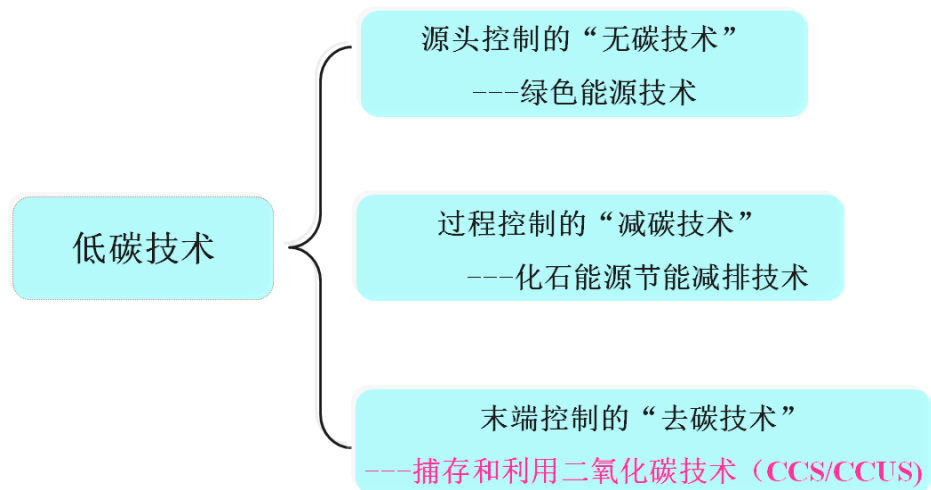 源头控制的“无碳技术”
---绿色能源技术
低碳技术
过程控制的“减碳技术”
---化石能源节能减排技术
末端控制的“去碳技术”
---捕存和利用二氧化碳技术（CCS/CCUS)